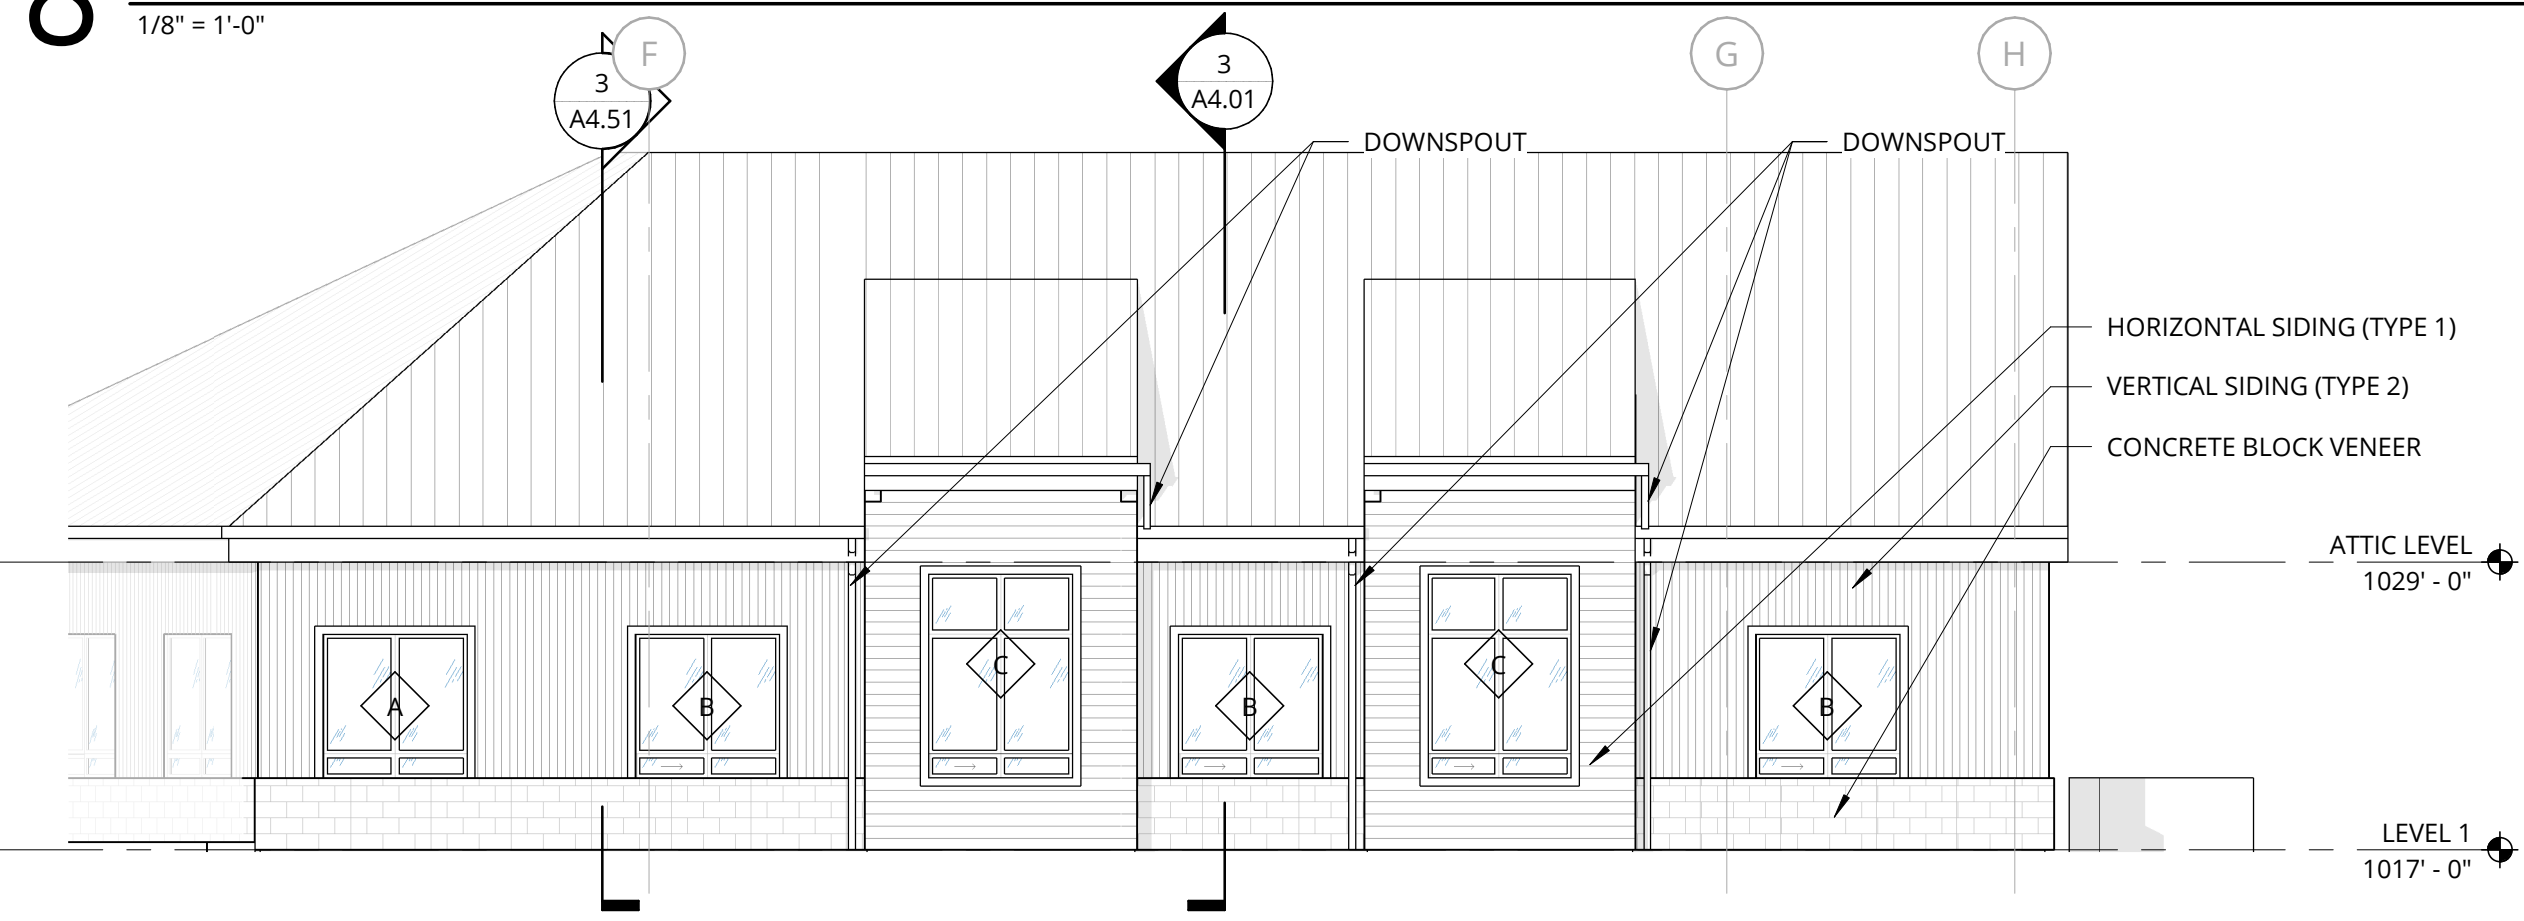 1/8" = 1'-0"
F
G
H
3
A4.51
3
A4.01
DOWNSPOUT
DOWNSPOUT
HORIZONTAL SIDING (TYPE 1)
VERTICAL SIDING (TYPE 2)
CONCRETE BLOCK VENEER
ATTIC LEVEL
1029' - 0"
A
B
C
B
C
B
LEVEL 1
1017' - 0"